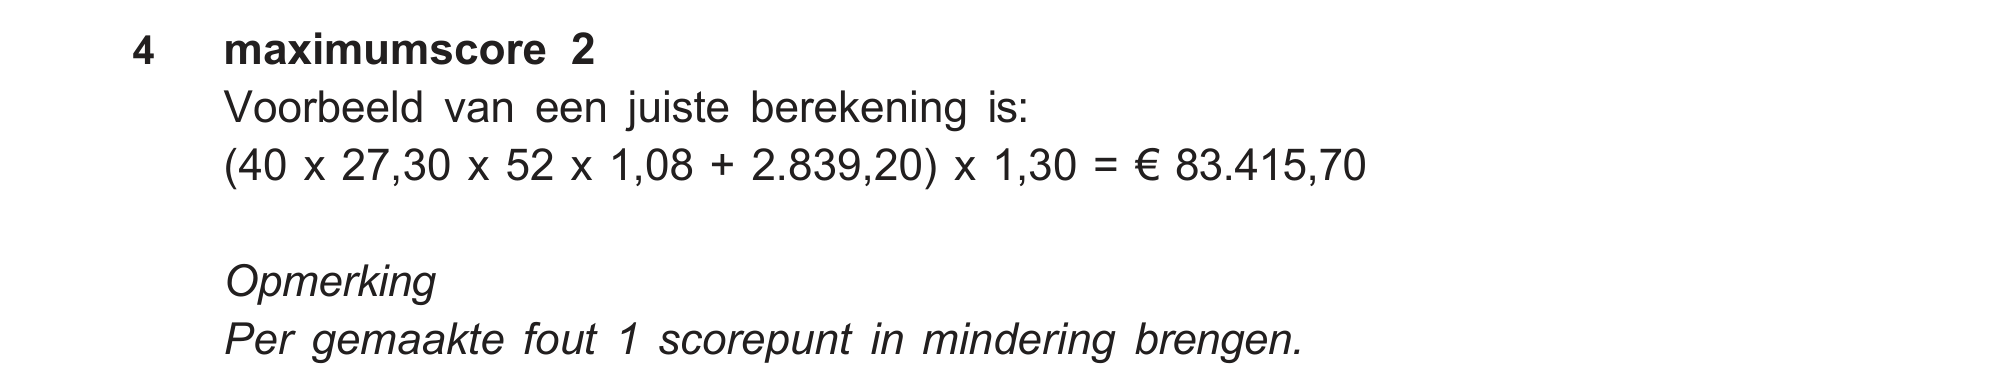 4 maximumscore 2
Voorbeeld van een juiste berekening is:
(40 x 27,30 x 52 x 1,08 + 2.839,20) x 1,30 = € 83.415,70
Opmerking
Per gemaakte fout 1 scorepunt in mindering brengen.